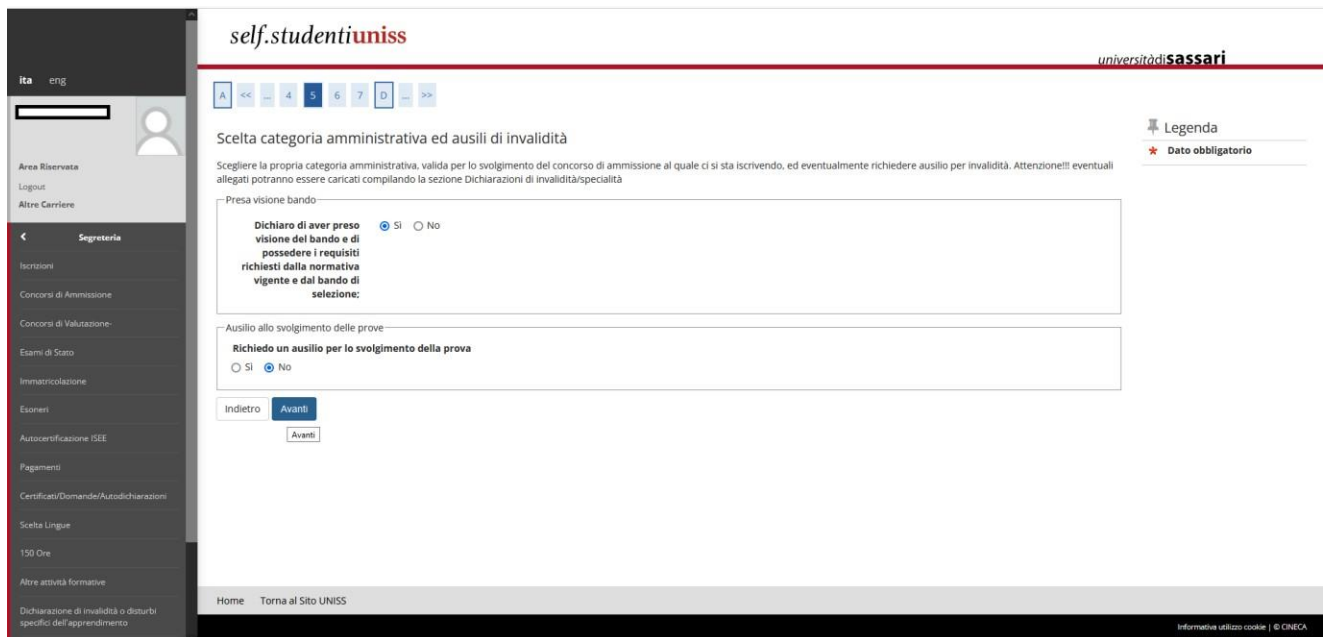 self.studentiuniss
universitàdisassari
ita eng
Area Riservata
Logout
Altre Carriere
Segreteria
Iscrizioni
Concorsi di Ammissione
Concorsi di Valutazione-
Esami di Stato
Immatricolazione
Esoneri
Autocertificazione ISEE
Pagamenti
Certificati/Domande/Autodichiarazioni
Scelta Lingue
150 Ore
Altre attività formative
Dichiarazione di invalidità o disturbi
specifici dell'apprendimento
A << ... 4 5 6 7 D ... >>
Scelta categoria amministrativa ed ausili di invalidità
Scegliere la propria categoria amministrativa, valida per lo svolgimento del concorso di ammissione al quale ci si sta iscrivendo, ed eventualmente richiedere ausilio per invalidità. Attenzione!!! eventuali
allegati potranno essere caricati compilando la sezione Dichiarazioni di invalidità/specialità
Presa visione bando
Dichiaro di aver preso
visione del bando e di
possedere i requisiti
richiesti dalla normativa
vigente e dal bando di
selezione;
Sì No
Ausilio allo svolgimento delle prove
Richiedo un ausilio per lo svolgimento della prova
Sì No
Indietro Avanti
Avanti
Legenda
* Dato obbligatorio
Home Torna al Sito UNISS
Informativa utilizzo cookie | © CINECA